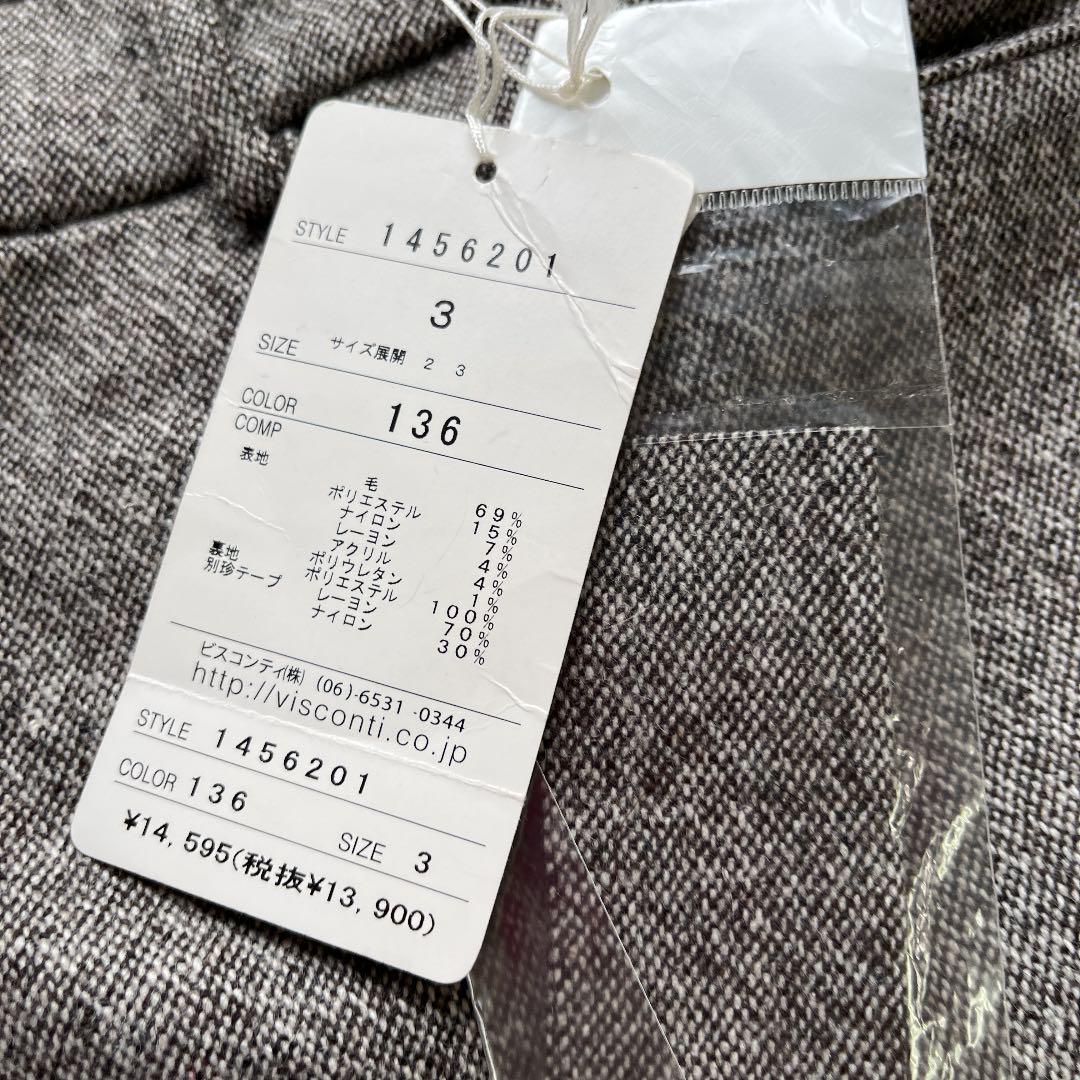 STYLE 1456201
3
SIZE サイズ展開 2 3
COLOR 136
COMP
表地
毛 69%
ポリエステル 15%
ナイロン 7%
レーヨン 4%
アクリル 4%
ポリウレタン 1%
裏地 ポリエステル 100%
別珍テープ レーヨン 70%
ナイロン 30%
ビスコンティ(株) (06)-6531-0344
http://visconti.co.jp
STYLE 1456201
COLOR 136 SIZE 3
¥14,595(税抜¥13,900)